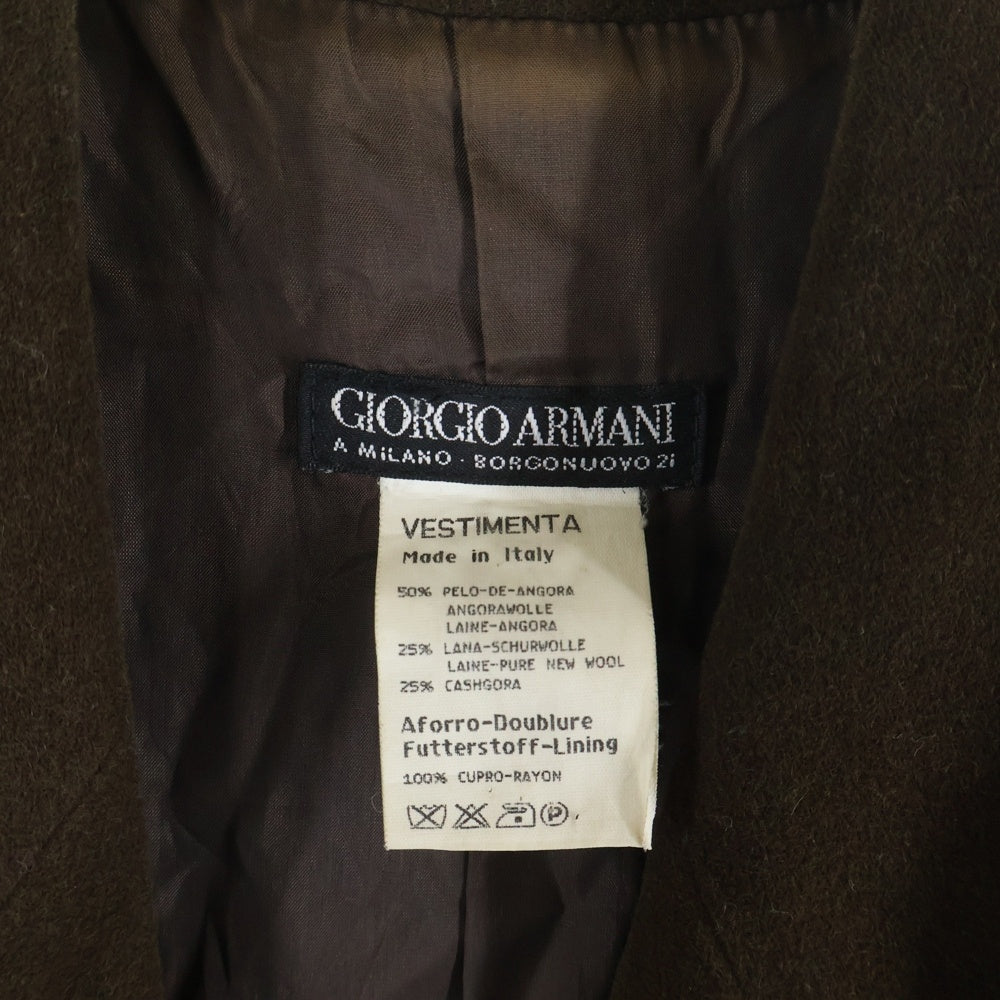 GIORGIO ARMANI
A MILANO · BORGONUOVO 21
VESTIMENTA
Made in Italy
50% PELO-DE-ANGORA
ANGORAWOLLE
LAINE-ANGORA
25% LANA-SCHURWOLLE
LAINE-PURE NEW WOOL
25% CASHGORA
Aforro-Doublure
Futterstoff-Lining
100% CUPRO-RAYON
P